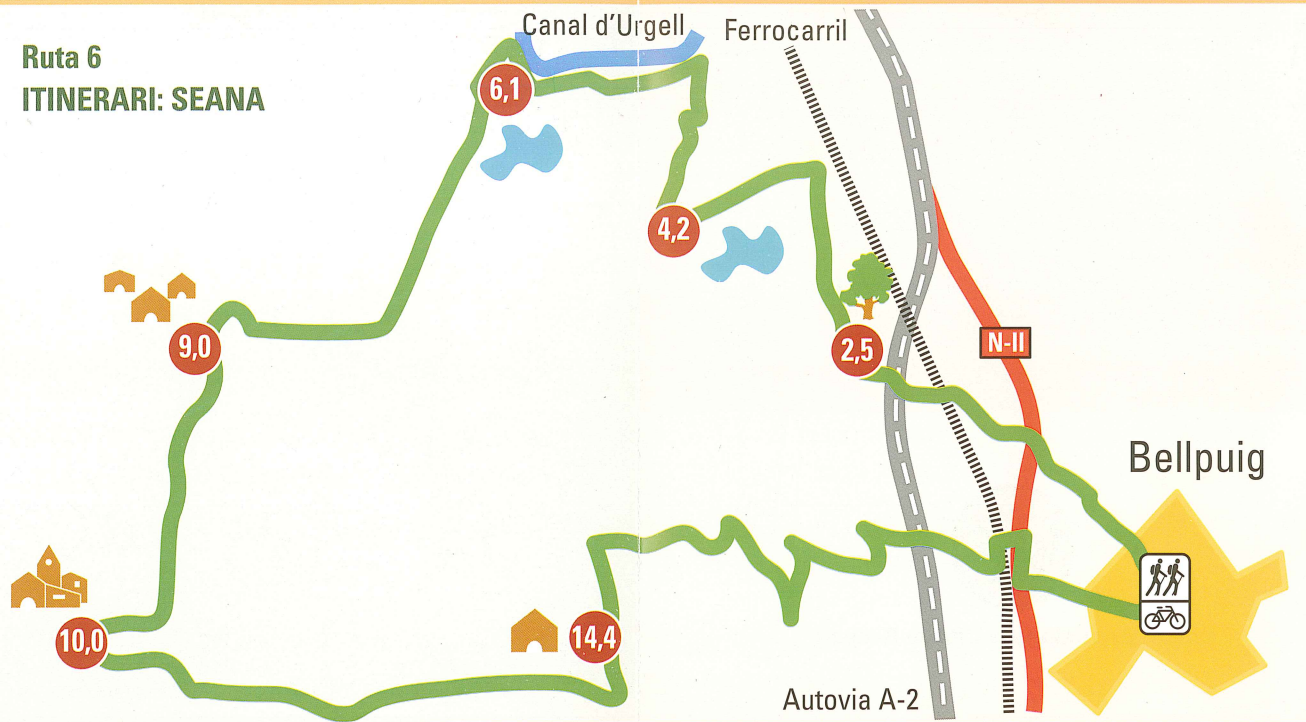 Ruta 6
ITINERARI: SEANA
Canal d'Urgell
Ferrocarril
6,1
4,2
2,5
9,0
N-II
Bellpuig
10,0
14,4
Autovia A-2